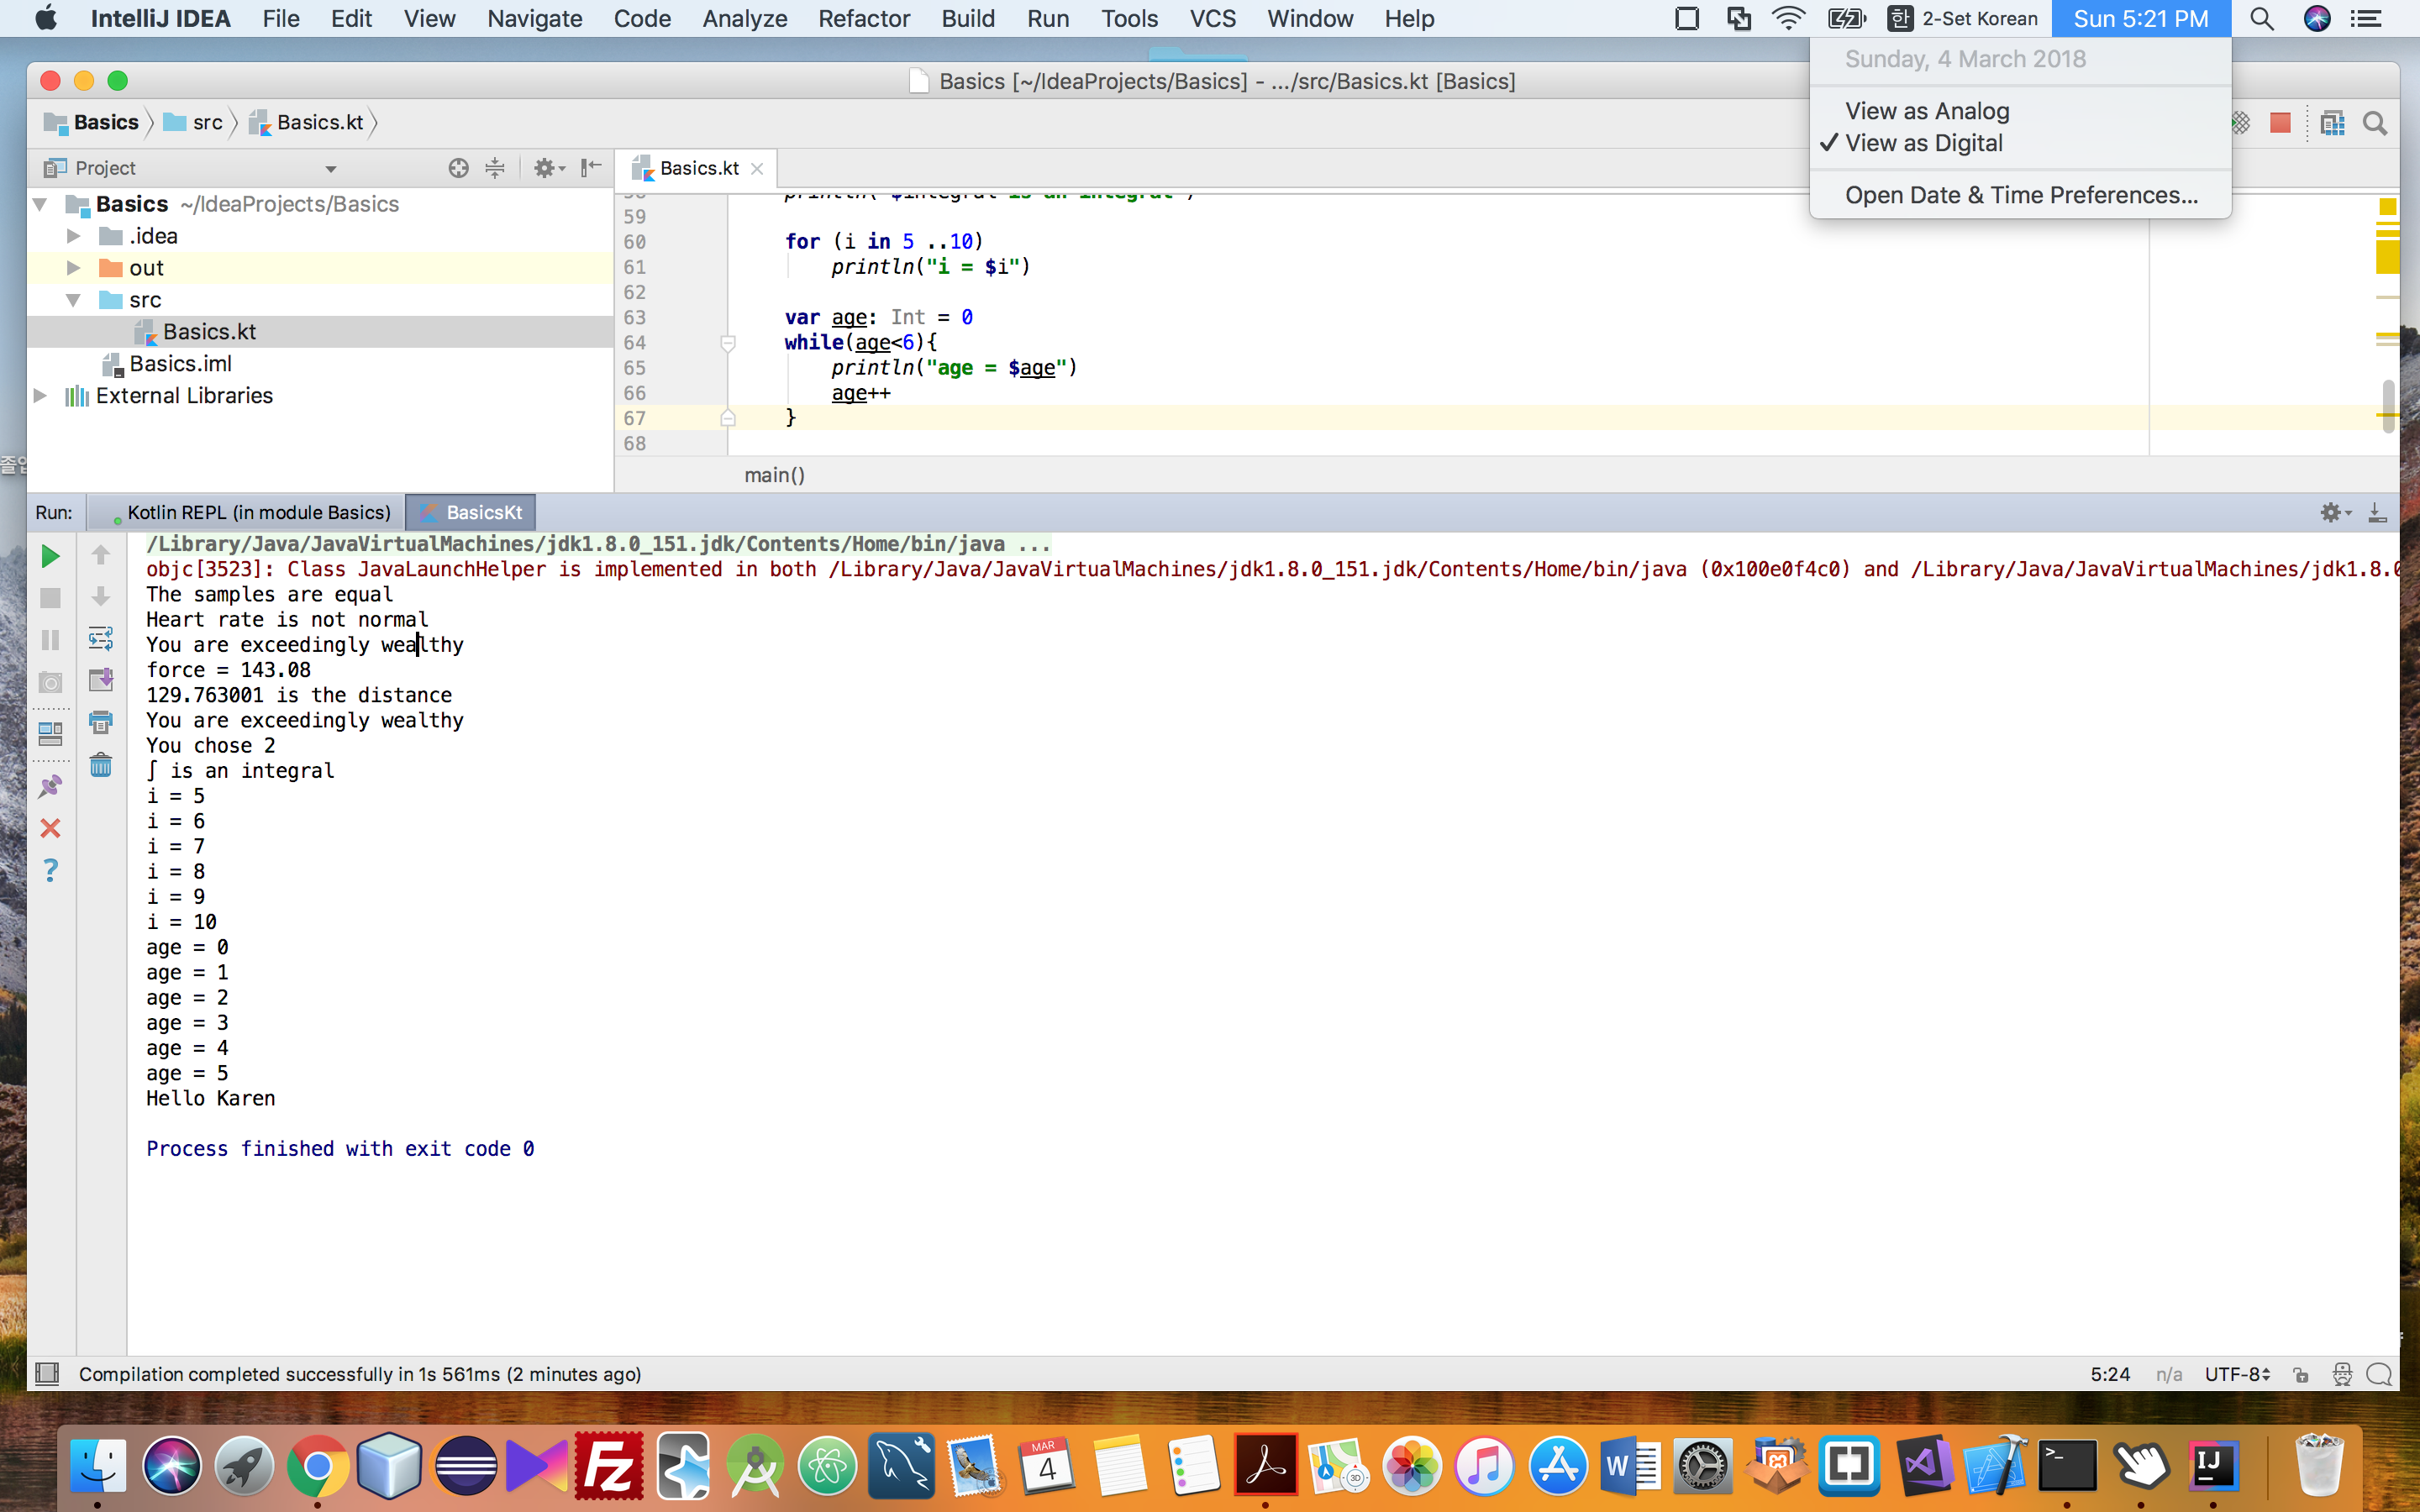 IntelliJ IDEA File Edit View Navigate Code Analyze Refactor Build Run Tools VCS Window Help 한 2-Set Korean Sun 5:21 PM
Sunday, 4 March 2018
View as Analog
✓ View as Digital
Open Date & Time Preferences...
Basics [~/IdeaProjects/Basics] - .../src/Basics.kt [Basics]
Basics src Basics.kt
Project
Basics.kt
Basics ~/IdeaProjects/Basics
.idea
out
src
Basics.kt
Basics.iml
External Libraries
59
60 for (i in 5 ..10)
61 println("i = $i")
62
63 var age: Int = 0
64 while(age<6){
65 println("age = $age")
66 age++
67 }
68
main()
Run: Kotlin REPL (in module Basics) BasicsKt
/Library/Java/JavaVirtualMachines/jdk1.8.0_151.jdk/Contents/Home/bin/java ...
objc[3523]: Class JavaLaunchHelper is implemented in both /Library/Java/JavaVirtualMachines/jdk1.8.0_151.jdk/Contents/Home/bin/java (0x100e0f4c0) and /Library/Java/JavaVirtualMachines/jdk1.8.0
The samples are equal
Heart rate is not normal
You are exceedingly wealthy
force = 143.08
129.763001 is the distance
You are exceedingly wealthy
You chose 2
∫ is an integral
i = 5
i = 6
i = 7
i = 8
i = 9
i = 10
age = 0
age = 1
age = 2
age = 3
age = 4
age = 5
Hello Karen
Process finished with exit code 0
Compilation completed successfully in 1s 561ms (2 minutes ago) 5:24 n/a UTF-8
Fz MAR 4 3D W >_ IJ